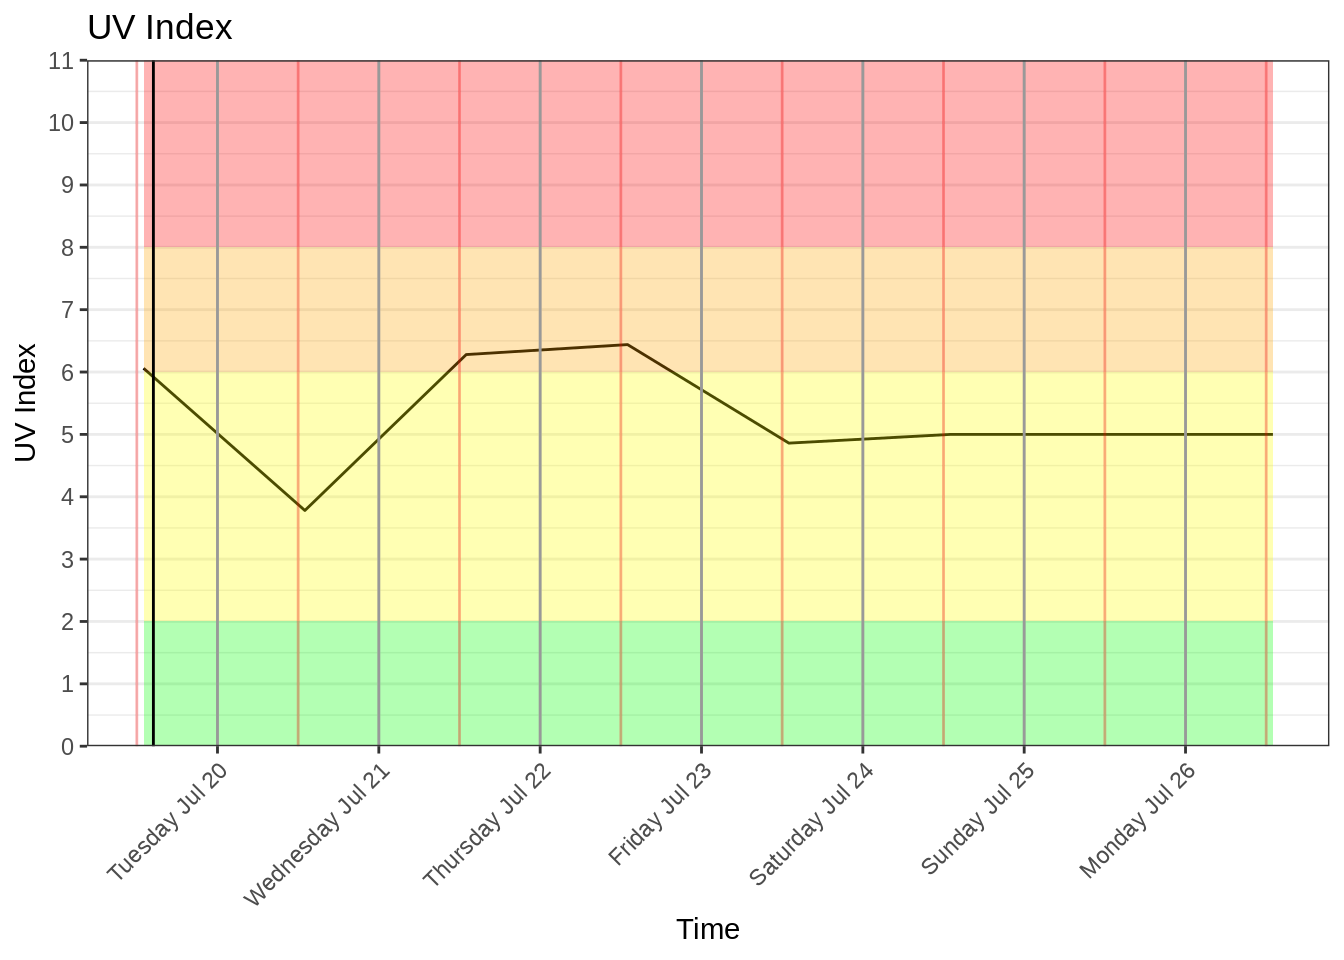 UV Index
11
10
9
8
7
6
5
4
3
2
1
0
UV Index
Tuesday Jul 20
Wednesday Jul 21
Thursday Jul 22
Friday Jul 23
Saturday Jul 24
Sunday Jul 25
Monday Jul 26
Time